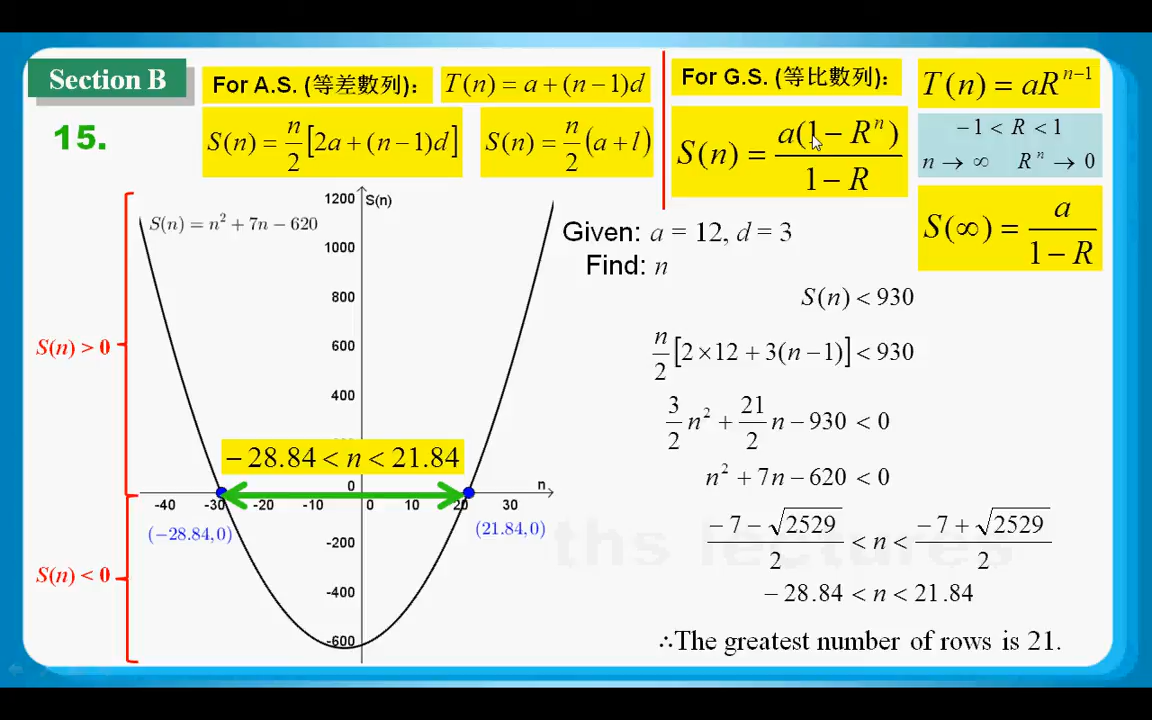 Section B
15.
For A.S. (等差數列):
T(n) = a + (n − 1)d
S(n) = n/2 [2a + (n − 1)d]
S(n) = n/2 (a + l)
For G.S. (等比數列):
T(n) = aR^(n−1)
S(n) = a(1 − R^n) / (1 − R)
−1 < R < 1
n → ∞ R^n → 0
S(∞) = a / (1 − R)
S(n) = n² + 7n − 620
S(n)
1200
1000
800
600
400
0
-200
-400
-600
-40 -30 -20 -10 0 10 20 30
n
−28.84 < n < 21.84
(−28.84, 0)
(21.84, 0)
S(n) > 0
S(n) < 0
Given: a = 12, d = 3
Find: n
S(n) < 930
n/2 [2 × 12 + 3(n − 1)] < 930
3/2 n² + 21/2 n − 930 < 0
n² + 7n − 620 < 0
(−7 − √2529)/2 < n < (−7 + √2529)/2
−28.84 < n < 21.84
∴The greatest number of rows is 21.
ths lectures